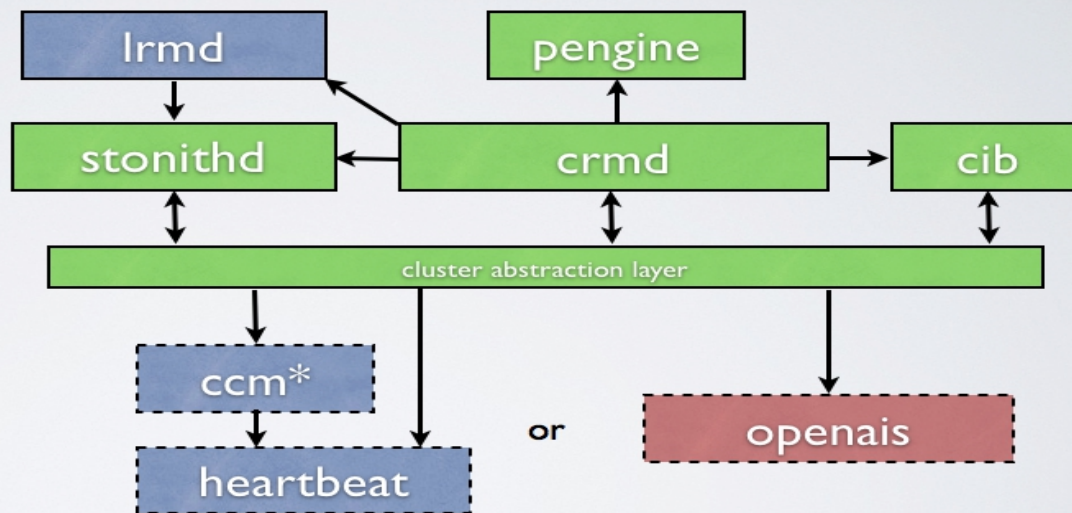 lrmd
pengine
stonithd
crmd
cib
cluster abstraction layer
ccm*
or
openais
heartbeat